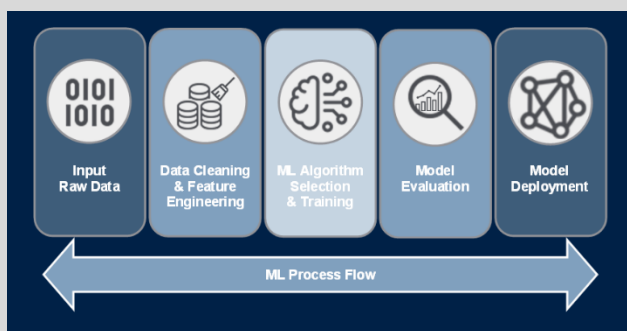 0101
1010
Input
Raw Data
Data Cleaning
& Feature
Engineering
ML Algorithm
Selection
& Training
Model
Evaluation
Model
Deployment
ML Process Flow